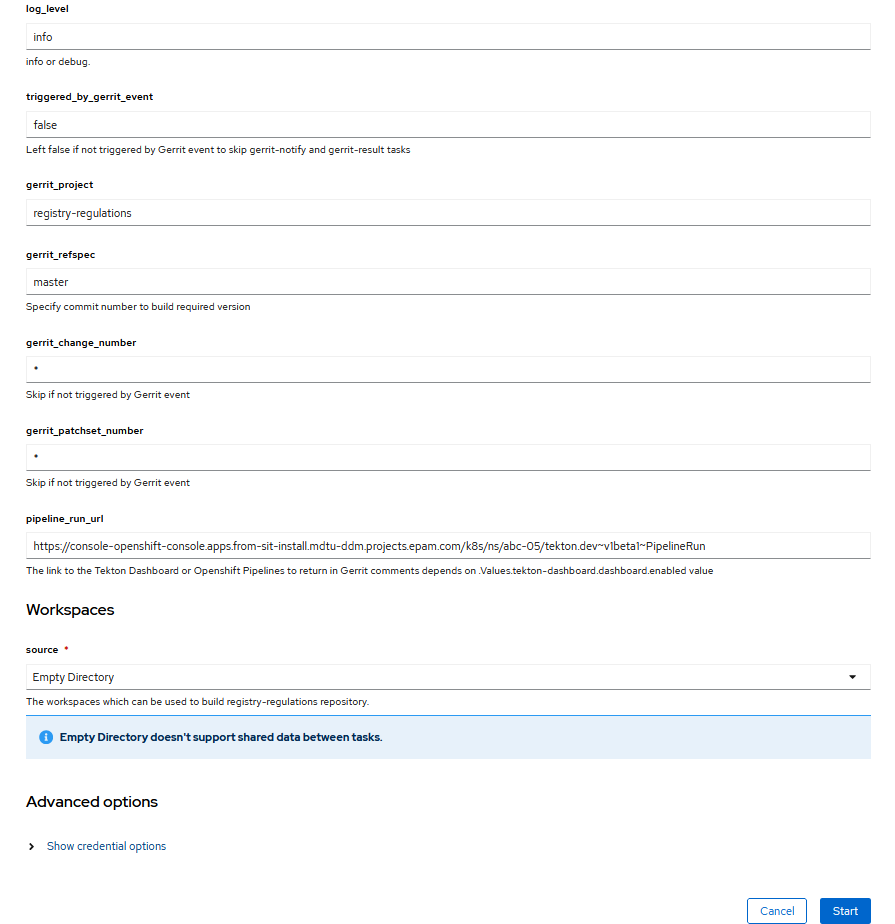 log_level
info
info or debug.
triggered_by_gerrit_event
false
Left false if not triggered by Gerrit event to skip gerrit-notify and gerrit-result tasks
gerrit_project
registry-regulations
gerrit_refspec
master
Specify commit number to build required version
gerrit_change_number
*
Skip if not triggered by Gerrit event
gerrit_patchset_number
*
Skip if not triggered by Gerrit event
pipeline_run_url
https://console-openshift-console.apps.from-sit-install.mdtu-ddm.projects.epam.com/k8s/ns/abc-05/tekton.dev~v1beta1~PipelineRun
The link to the Tekton Dashboard or Openshift Pipelines to return in Gerrit comments depends on .Values.tekton-dashboard.dashboard.enabled value
Workspaces
source *
Empty Directory
The workspaces which can be used to build registry-regulations repository.
Empty Directory doesn't support shared data between tasks.
Advanced options
Show credential options
Cancel Start